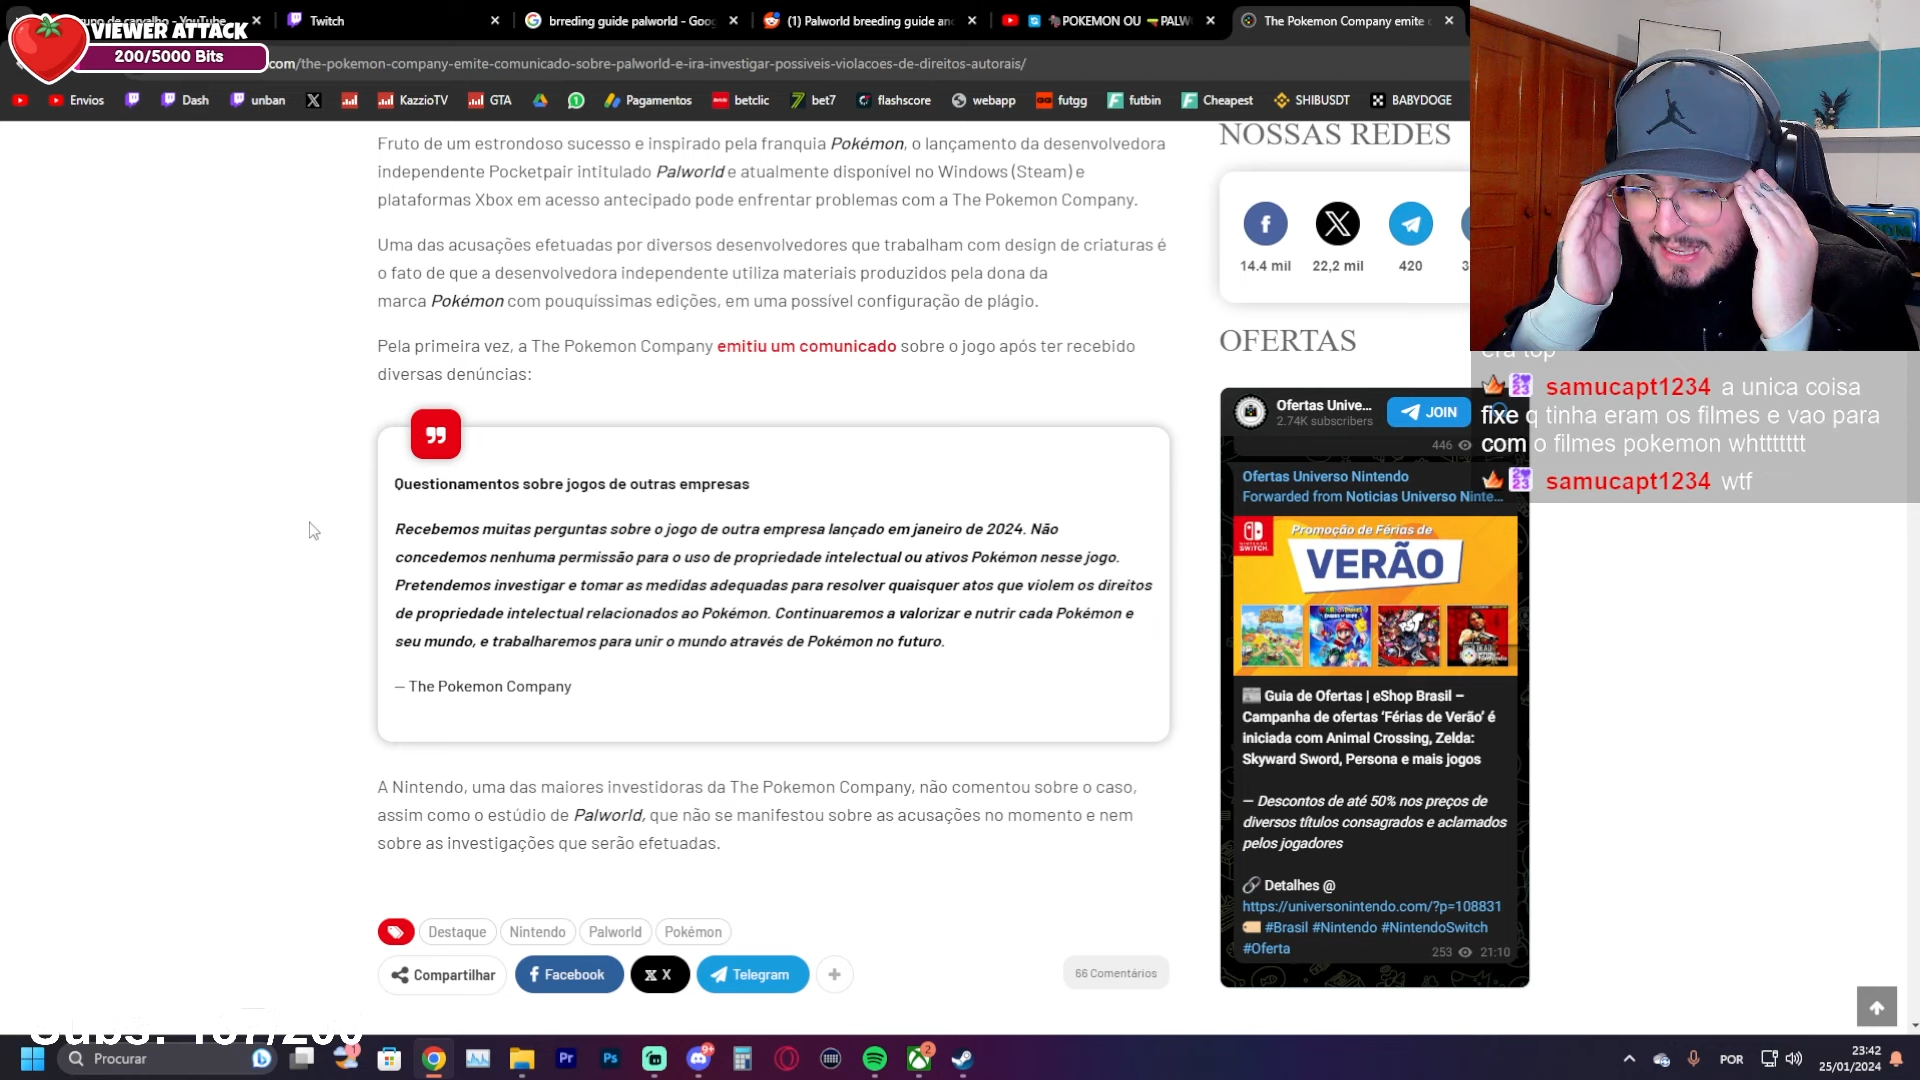 VIEWER ATTACK
200/5000 Bits
de carvalho - YouTube
Twitch
brreding guide palworld - Goo
(1) Palworld breeding guide an
POKEMON OU
PALW
The Pokemon Company emite
com/the-pokemon-company-emite-comunicado-sobre-palworld-e-ira-investigar-possiveis-violacoes-de-direitos-autorais/
Envios
Dash
unban
KazzioTV
GTA
Pagamentos
betclic
bet7
flashscore
webapp
futgg
futbin
Cheapest
SHIBUSDT
BABYDOGE
Fruto de um estrondoso sucesso e inspirado pela franquia Pokémon, o lançamento da desenvolvedora
independente Pocketpair intitulado Palworld e atualmente disponível no Windows (Steam) e
plataformas Xbox em acesso antecipado pode enfrentar problemas com a The Pokemon Company.
Uma das acusações efetuadas por diversos desenvolvedores que trabalham com design de criaturas é
o fato de que a desenvolvedora independente utiliza materiais produzidos pela dona da
marca Pokémon com pouquíssimas edições, em uma possível configuração de plágio.
Pela primeira vez, a The Pokemon Company emitiu um comunicado sobre o jogo após ter recebido
diversas denúncias:
Questionamentos sobre jogos de outras empresas
Recebemos muitas perguntas sobre o jogo de outra empresa lançado em janeiro de 2024. Não
concedemos nenhuma permissão para o uso de propriedade intelectual ou ativos Pokémon nesse jogo.
Pretendemos investigar e tomar as medidas adequadas para resolver quaisquer atos que violem os direitos
de propriedade intelectual relacionados ao Pokémon. Continuaremos a valorizar e nutrir cada Pokémon e
seu mundo, e trabalharemos para unir o mundo através de Pokémon no futuro.
— The Pokemon Company
A Nintendo, uma das maiores investidoras da The Pokemon Company, não comentou sobre o caso,
assim como o estúdio de Palworld, que não se manifestou sobre as acusações no momento e nem
sobre as investigações que serão efetuadas.
Destaque
Nintendo
Palworld
Pokémon
Compartilhar
Facebook
X
Telegram
66 Comentários
NOSSAS REDES
14.4 mil
22,2 mil
420
3
OFERTAS
Ofertas Unive...
2.74K subscribers
JOIN
446
Ofertas Universo Nintendo
Forwarded from Noticias Universo Ninte...
NINTENDO
SWITCH
Promoção de Férias de
VERÃO
Guia de Ofertas | eShop Brasil –
Campanha de ofertas ‘Férias de Verão’ é
iniciada com Animal Crossing, Zelda:
Skyward Sword, Persona e mais jogos
— Descontos de até 50% nos preços de
diversos títulos consagrados e aclamados
pelos jogadores
Detalhes @
https://universonintendo.com/?p=108831
#Brasil #Nintendo #NintendoSwitch
#Oferta
253
21:10
era top
samucapt1234 a unica coisa
fixe q tinha eram os filmes e vao para
com o filmes pokemon whttttttt
samucapt1234 wtf
Procurar
Pr
Ps
9+
2
POR
23:42
25/01/2024